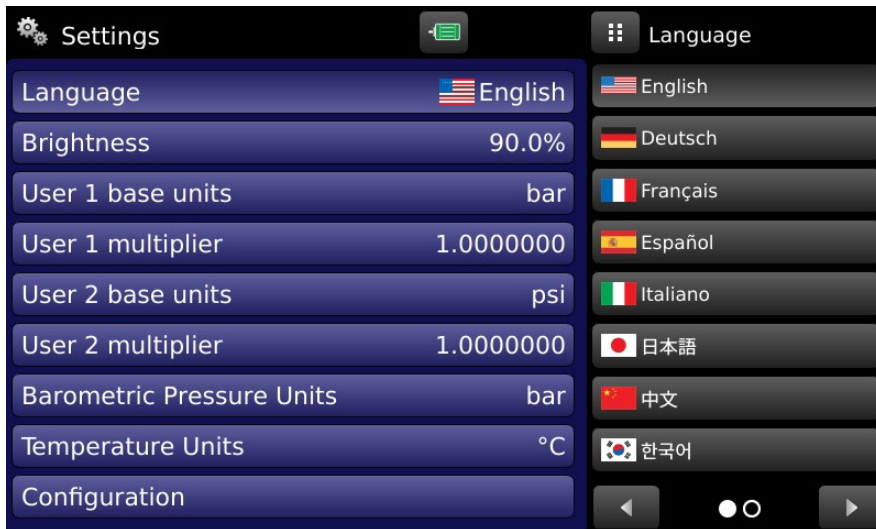 Settings
Language English
Brightness 90.0%
User 1 base units bar
User 1 multiplier 1.0000000
User 2 base units psi
User 2 multiplier 1.0000000
Barometric Pressure Units bar
Temperature Units °C
Configuration
Language
English
Deutsch
Français
Español
Italiano
日本語
中文
한국어